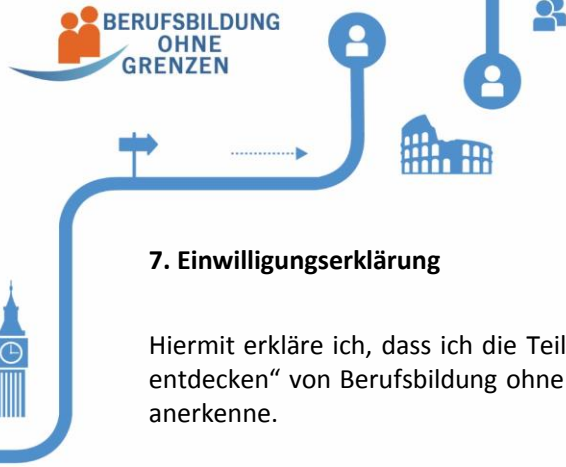 BERUFSBILDUNG
OHNE
GRENZEN
7. Einwilligungserklärung
Hiermit erkläre ich, dass ich die Teil
entdecken“ von Berufsbildung ohne
anerkenne.